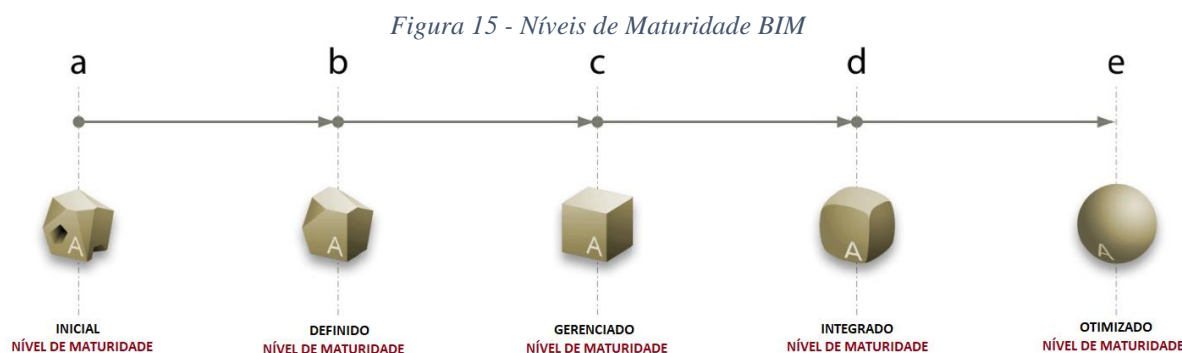 Figura 15 - Níveis de Maturidade BIM
a b c d e
A A A A A
INICIAL DEFINIDO GERENCIADO INTEGRADO OTIMIZADO
NÍVEL DE MATURIDADE NÍVEL DE MATURIDADE NÍVEL DE MATURIDADE NÍVEL DE MATURIDADE NÍVEL DE MATURIDADE